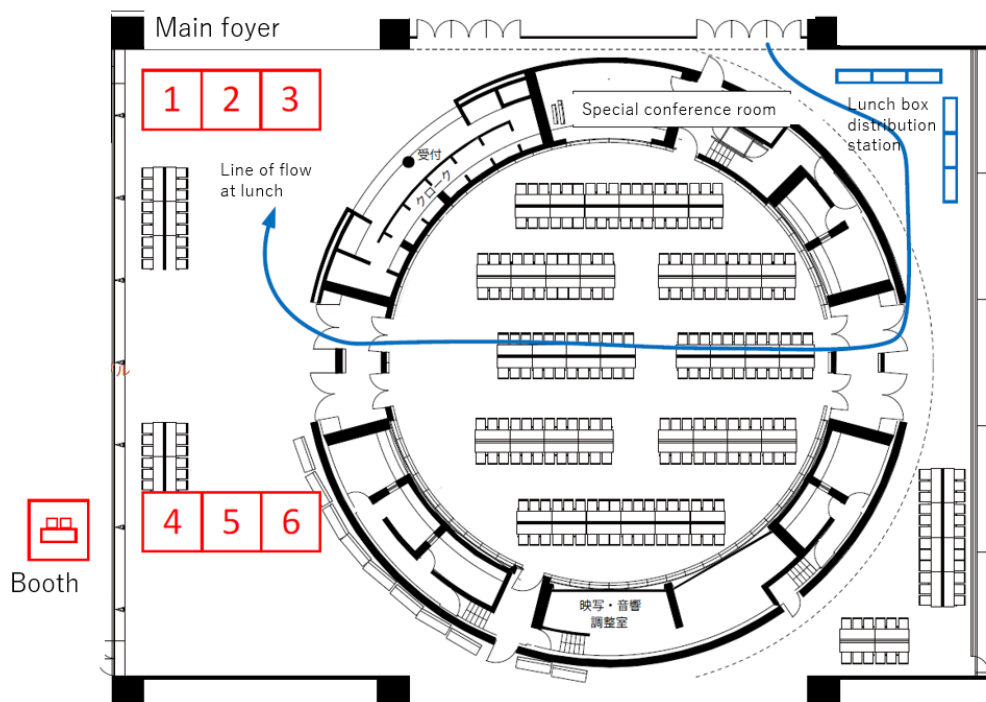 Main foyer
1 2 3
Special conference room
Lunch box
distribution
station
受付
クローク
Line of flow
at lunch
ル
4 5 6
Booth
映写・音響
調整室